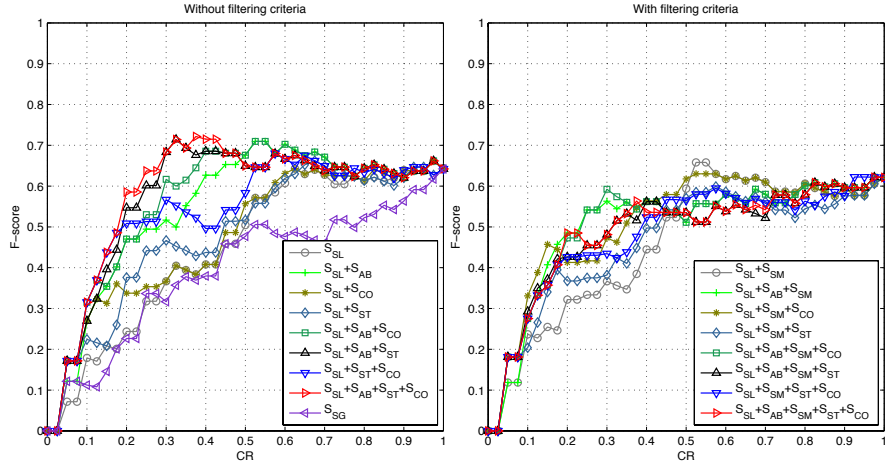 Without filtering criteria
1
0.9
0.8
0.7
0.6
0.5
0.4
0.3
0.2
0.1
0
F-score
S_SL
S_SL+S_AB
S_SL+S_CO
S_SL+S_ST
S_SL+S_AB+S_CO
S_SL+S_AB+S_ST
S_SL+S_ST+S_CO
S_SL+S_AB+S_ST+S_CO
S_SG
0 0.1 0.2 0.3 0.4 0.5 0.6 0.7 0.8 0.9 1
CR
With filtering criteria
1
0.9
0.8
0.7
0.6
0.5
0.4
0.3
0.2
0.1
0
F-score
S_SL+S_SM
S_SL+S_AB+S_SM
S_SL+S_SM+S_CO
S_SL+S_SM+S_ST
S_SL+S_AB+S_SM+S_CO
S_SL+S_AB+S_SM+S_ST
S_SL+S_SM+S_ST+S_CO
S_SL+S_AB+S_SM+S_ST+S_CO
0 0.1 0.2 0.3 0.4 0.5 0.6 0.7 0.8 0.9 1
CR